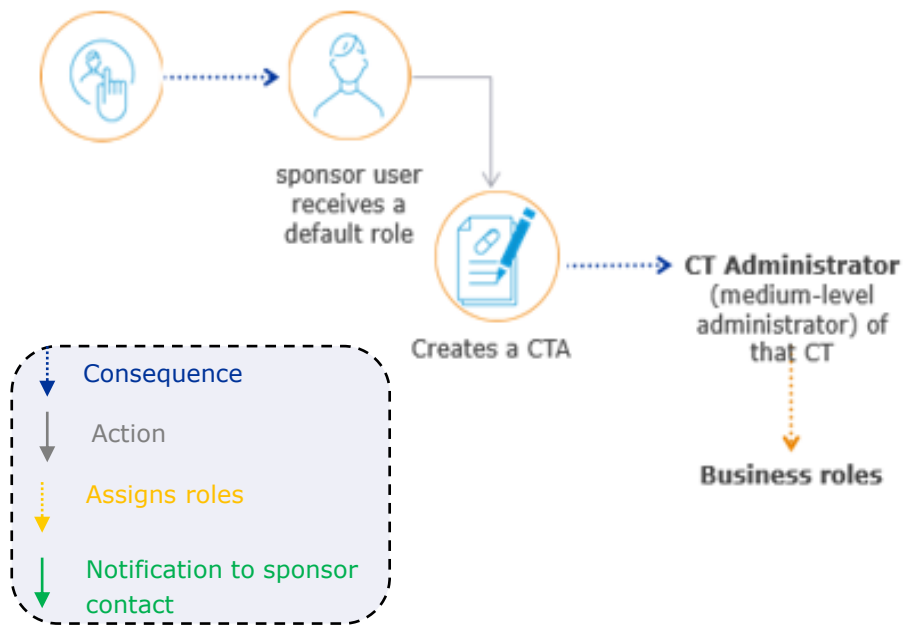 sponsor user
receives a
default role
Creates a CTA
CT Administrator
(medium-level
administrator) of
that CT
Business roles
Consequence
Action
Assigns roles
Notification to sponsor
contact